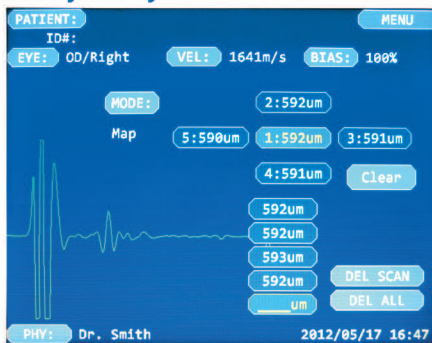 PATIENT: MENU
ID#:
EYE: OD/Right VEL: 1641m/s BIAS: 100%
MODE: 2:592um
Map 5:590um 1:592um 3:591um
4:591um Clear
592um
592um
593um
592um DEL SCAN
____um DEL ALL
PHY: Dr. Smith 2012/05/17 16:47